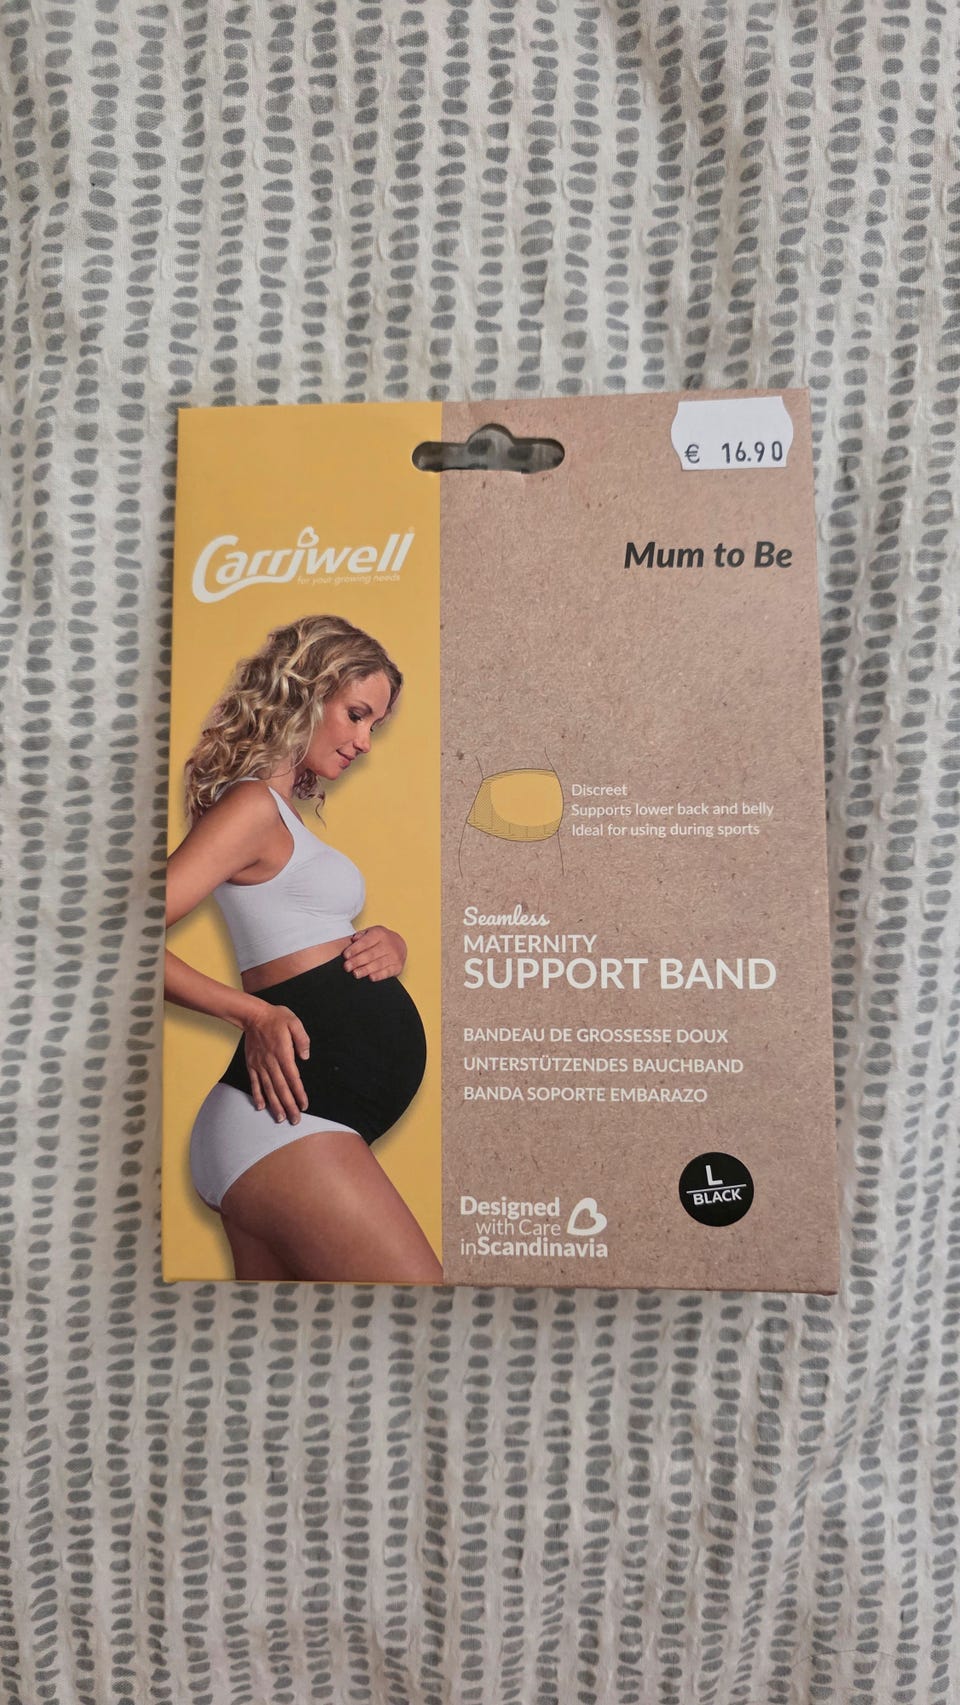 € 16.90
Carriwell
for your growing needs
Mum to Be
Discreet
Supports lower back and belly
Ideal for using during sports
Seamless
MATERNITY
SUPPORT BAND
BANDEAU DE GROSSESSE DOUX
UNTERSTÜTZENDES BAUCHBAND
BANDA SOPORTE EMBARAZO
L
BLACK
Designed
with Care
inScandinavia